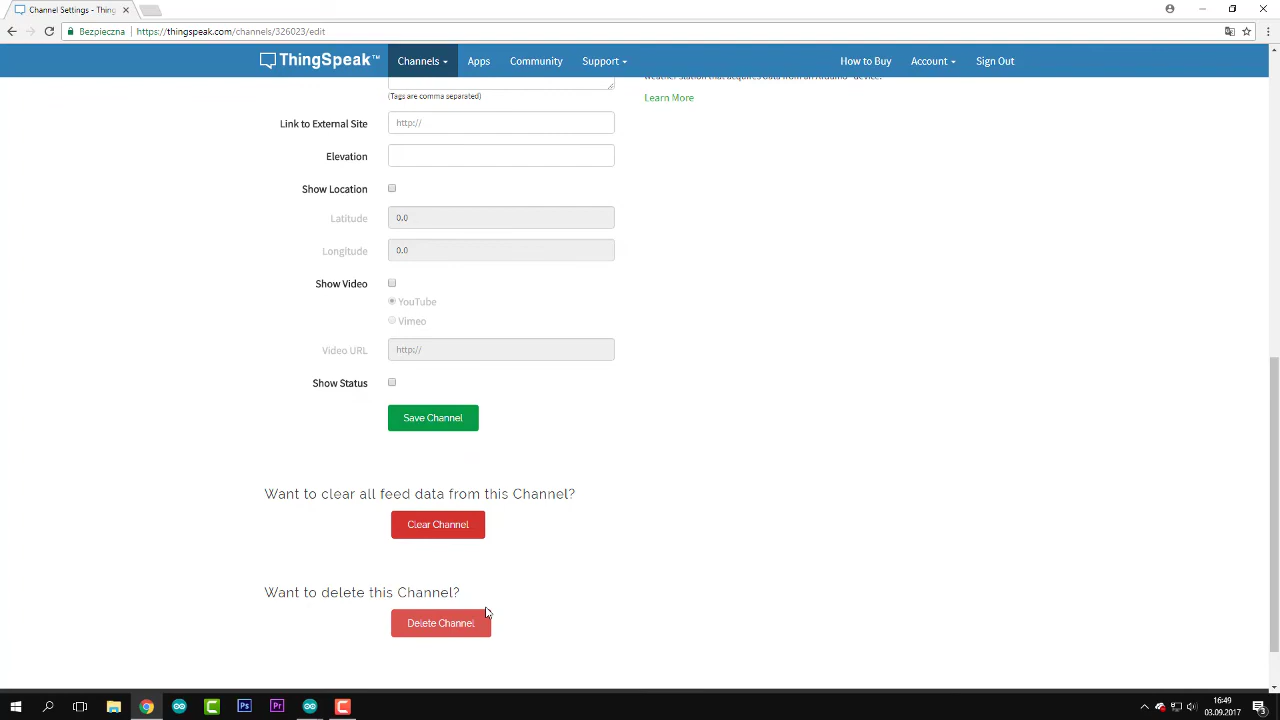 Channel Settings - Thing
Bezpieczna
https://thingspeak.com/channels/326023/edit
ThingSpeak™
Channels
Apps
Community
Support
How to Buy
Account
Sign Out
(Tags are comma separated)
Learn More
Link to External Site
http://
Elevation
Show Location
Latitude
0.0
Longitude
0.0
Show Video
YouTube
Vimeo
Video URL
http://
Show Status
Save Channel
Want to clear all feed data from this Channel?
Clear Channel
Want to delete this Channel?
Delete Channel
Ps
Pr
16:49
03.09.2017
3